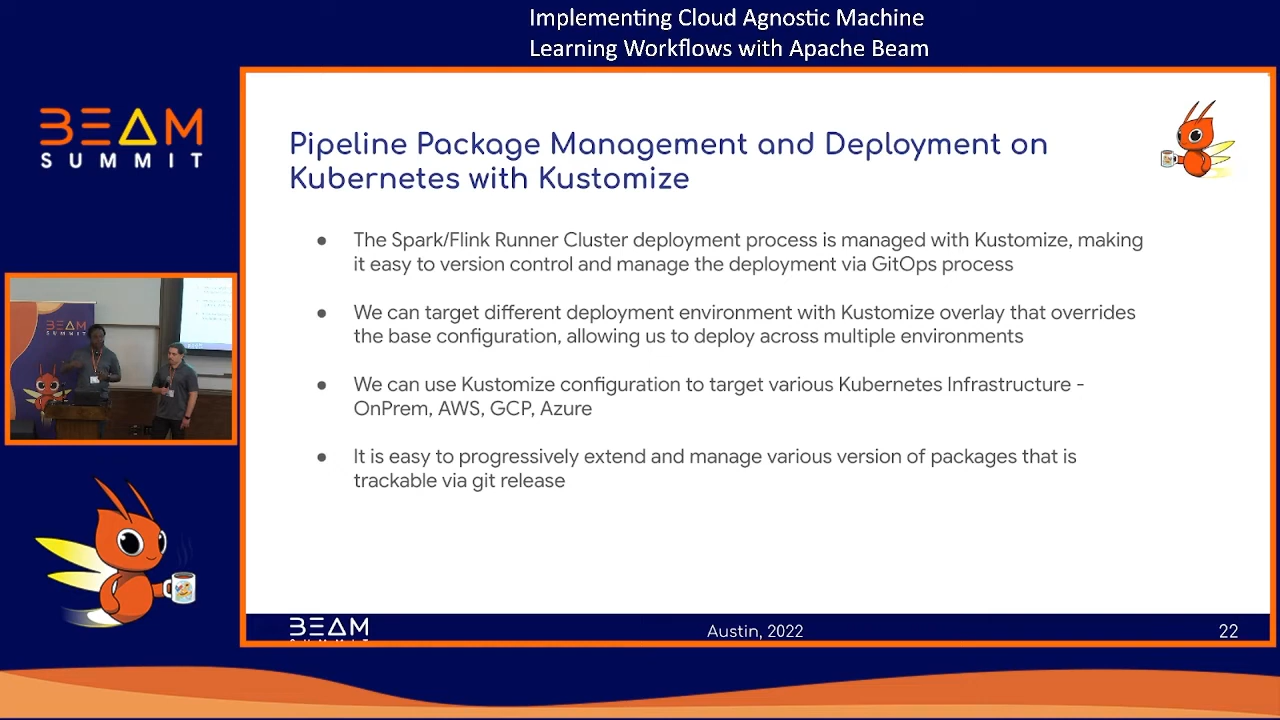 Implementing Cloud Agnostic Machine
Learning Workflows with Apache Beam
BEAM
SUMMIT
Pipeline Package Management and Deployment on
Kubernetes with Kustomize
● The Spark/Flink Runner Cluster deployment process is managed with Kustomize, making
it easy to version control and manage the deployment via GitOps process
● We can target different deployment environment with Kustomize overlay that overrides
the base configuration, allowing us to deploy across multiple environments
● We can use Kustomize configuration to target various Kubernetes Infrastructure -
OnPrem, AWS, GCP, Azure
● It is easy to progressively extend and manage various version of packages that is
trackable via git release
BEAM
SUMMIT
BEAM
Austin, 2022
22